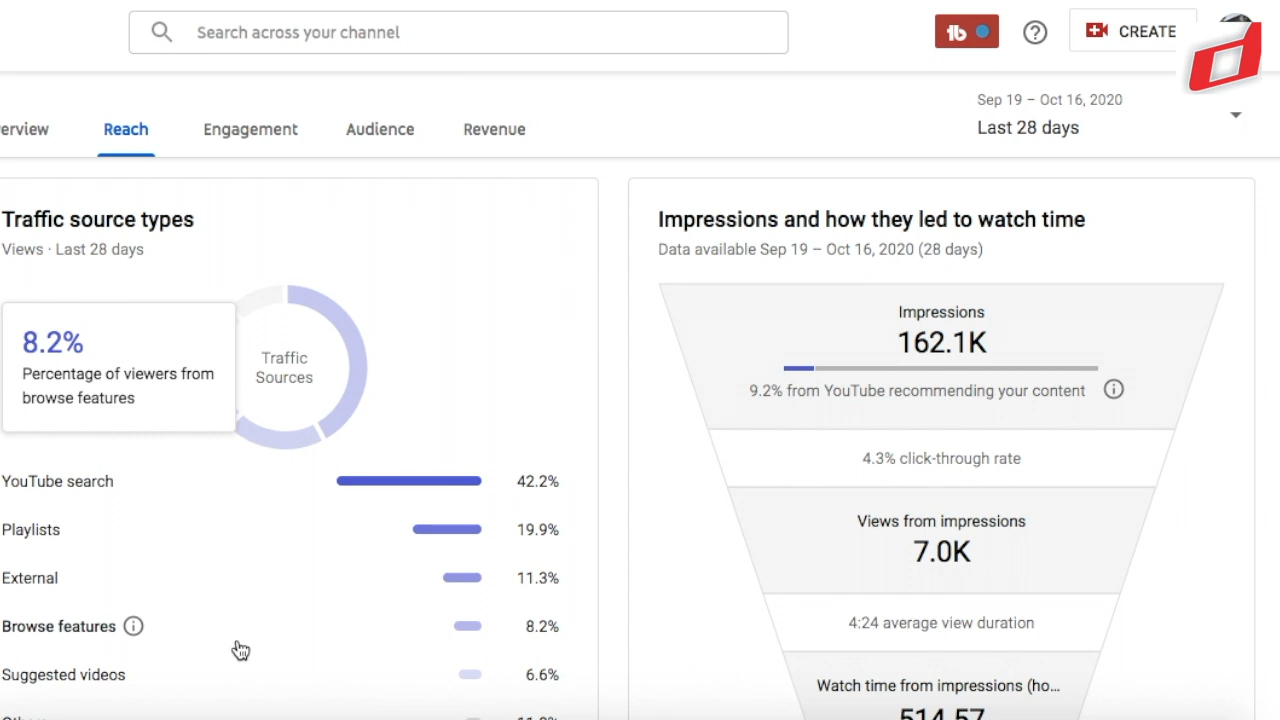 Search across your channel
CREATE
Reach
Engagement
Audience
Revenue
Sep 19 – Oct 16, 2020
Last 28 days
Traffic source types
Views · Last 28 days
8.2%
Percentage of viewers from
browse features
Traffic
Sources
YouTube search 42.2%
Playlists 19.9%
External 11.3%
Browse features 8.2%
Suggested videos 6.6%
Impressions and how they led to watch time
Data available Sep 19 – Oct 16, 2020 (28 days)
Impressions
162.1K
9.2% from YouTube recommending your content
4.3% click-through rate
Views from impressions
7.0K
4:24 average view duration
Watch time from impressions (ho...
514.57